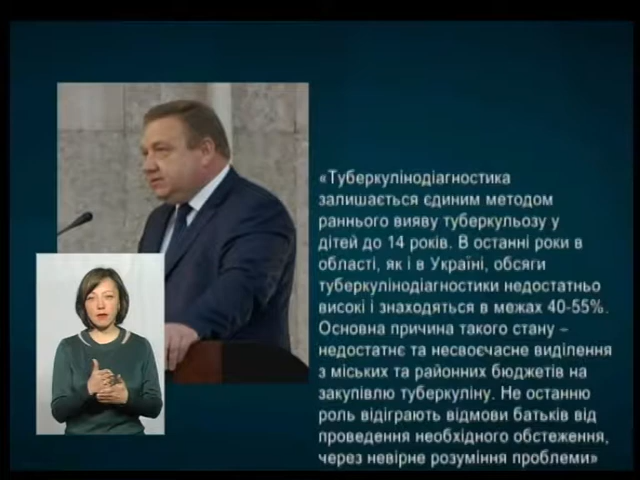 «Туберкулінодіагностика
залишається єдиним методом
раннього вияву туберкульозу у
дітей до 14 років. В останні роки в
області, як і в Україні, обсяги
туберкулінодіагностики недостатньо
високі і знаходяться в межах 40-55%.
Основна причина такого стану –
недостатнє та несвоєчасне виділення
з міських та районних бюджетів на
закупівлю туберкуліну. Не останню
роль відіграють відмови батьків від
проведення необхідного обстеження,
через невірне розуміння проблеми»